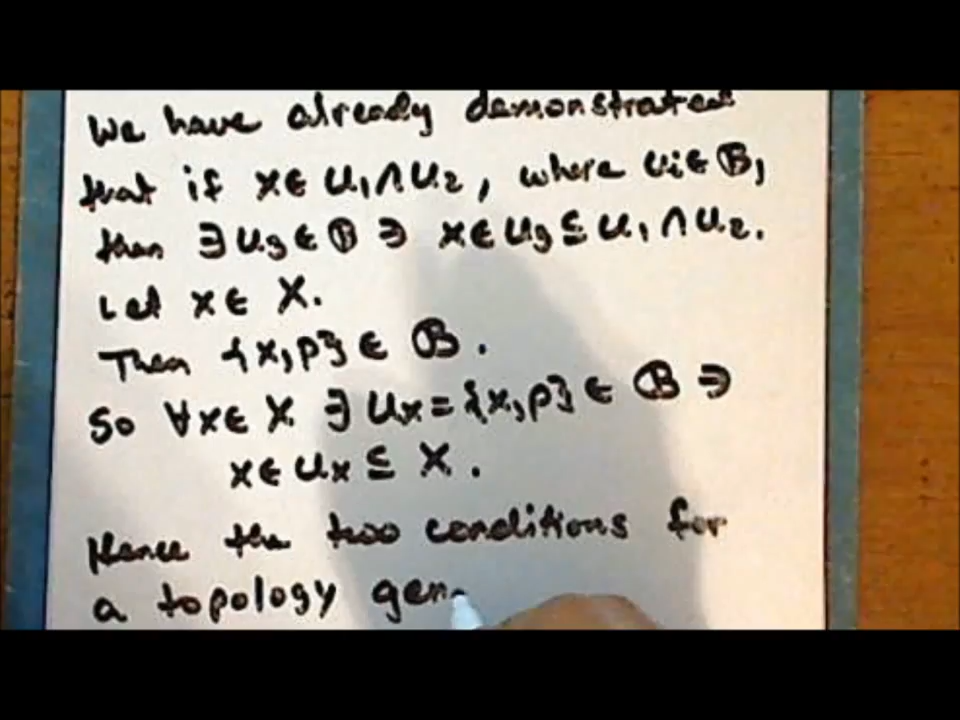 We have already demonstrated
that if x ∈ U₁ ∩ U₂, where Uᵢ ∈ 𝔹,
then ∃ U₃ ∈ 𝔹 ∋ x ∈ U₃ ⊆ U₁ ∩ U₂.
Let x ∈ X.
Then {x, p} ∈ 𝔹.
So ∀x ∈ X ∃ Uₓ = {x, p} ∈ 𝔹 ∋
x ∈ Uₓ ⊆ X.
Hence the two conditions for
a topology gene